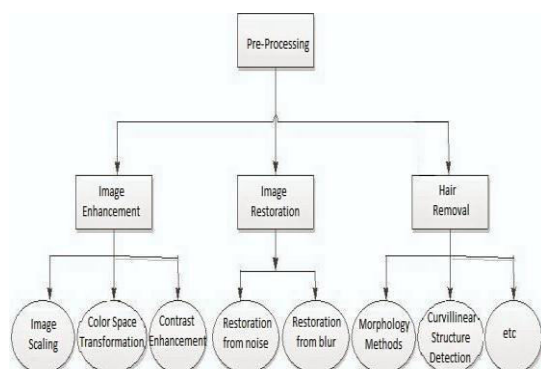 Pre-Processing
Image
Enhancement
Image
Restoration
Hair
Removal
Image
Scaling
Color Space
Transformation
Contrast
Enhancement
Restoration
from noise
Restoration
from blur
Morphology
Methods
Curvillinear
Structure
Detection
etc